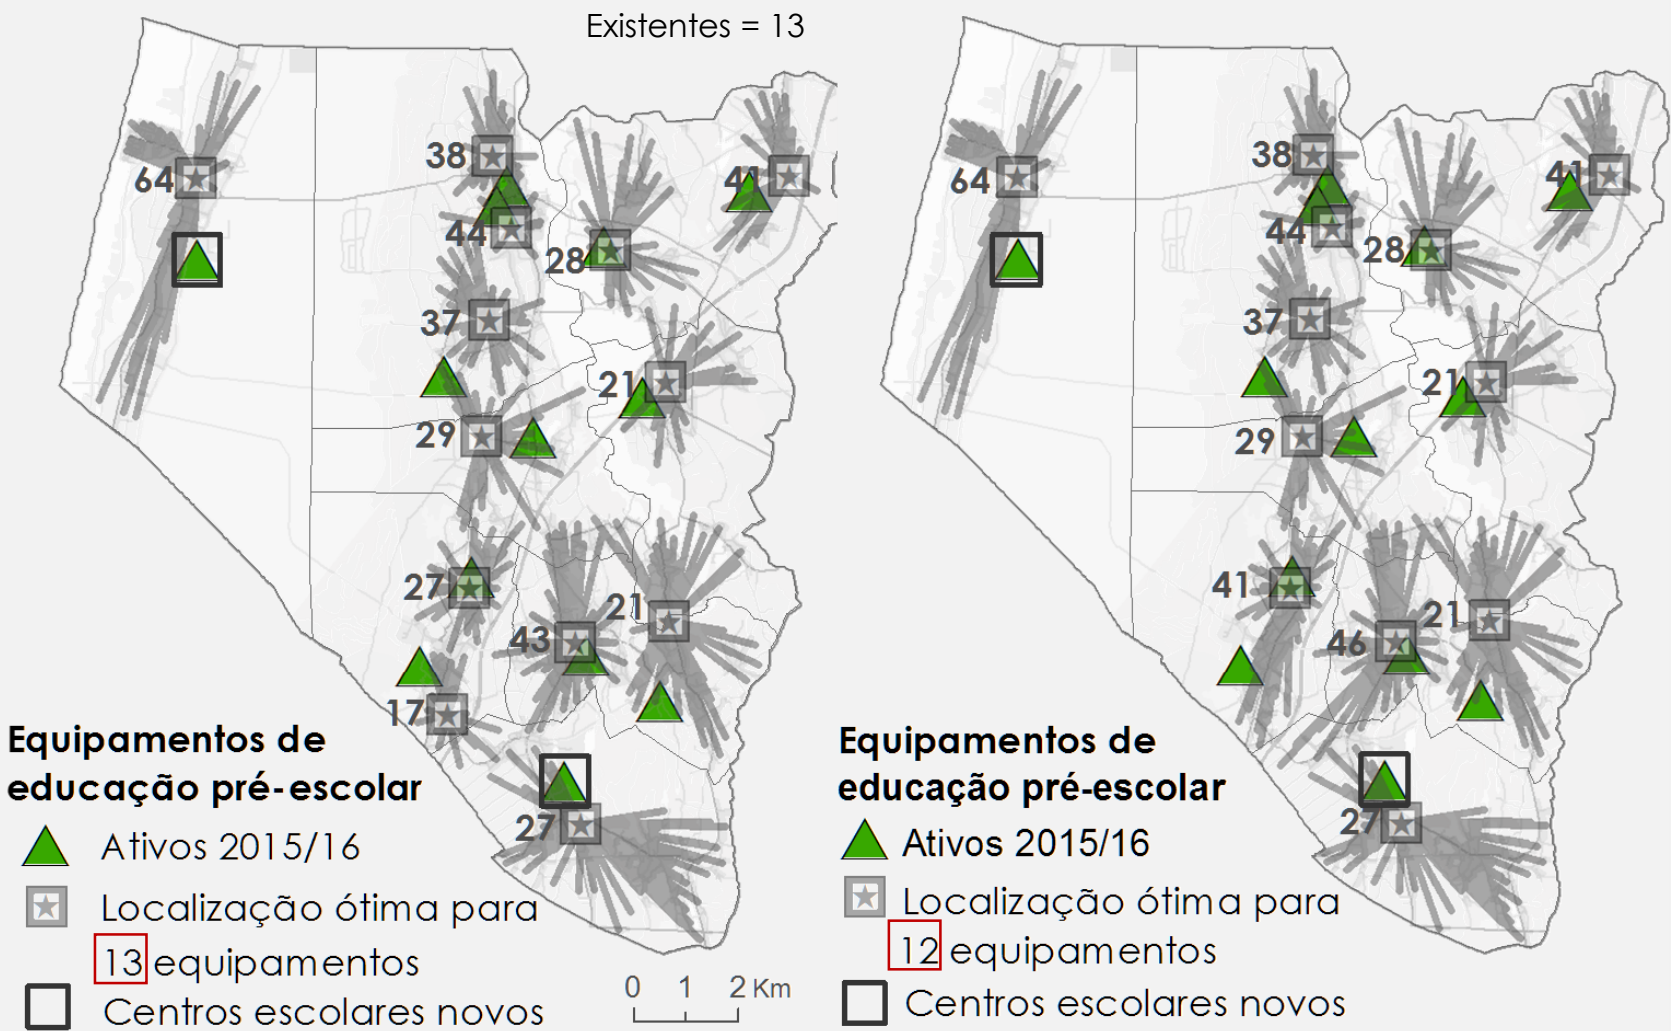 Existentes = 13
38
64
41
44
28
37
21
29
27
21
43
17
27
Equipamentos de
educação pré-escolar
Ativos 2015/16
Localização ótima para
13 equipamentos
Centros escolares novos
0 1 2 Km
38
64
41
44
28
37
21
29
41
21
46
27
Equipamentos de
educação pré-escolar
Ativos 2015/16
Localização ótima para
12 equipamentos
Centros escolares novos